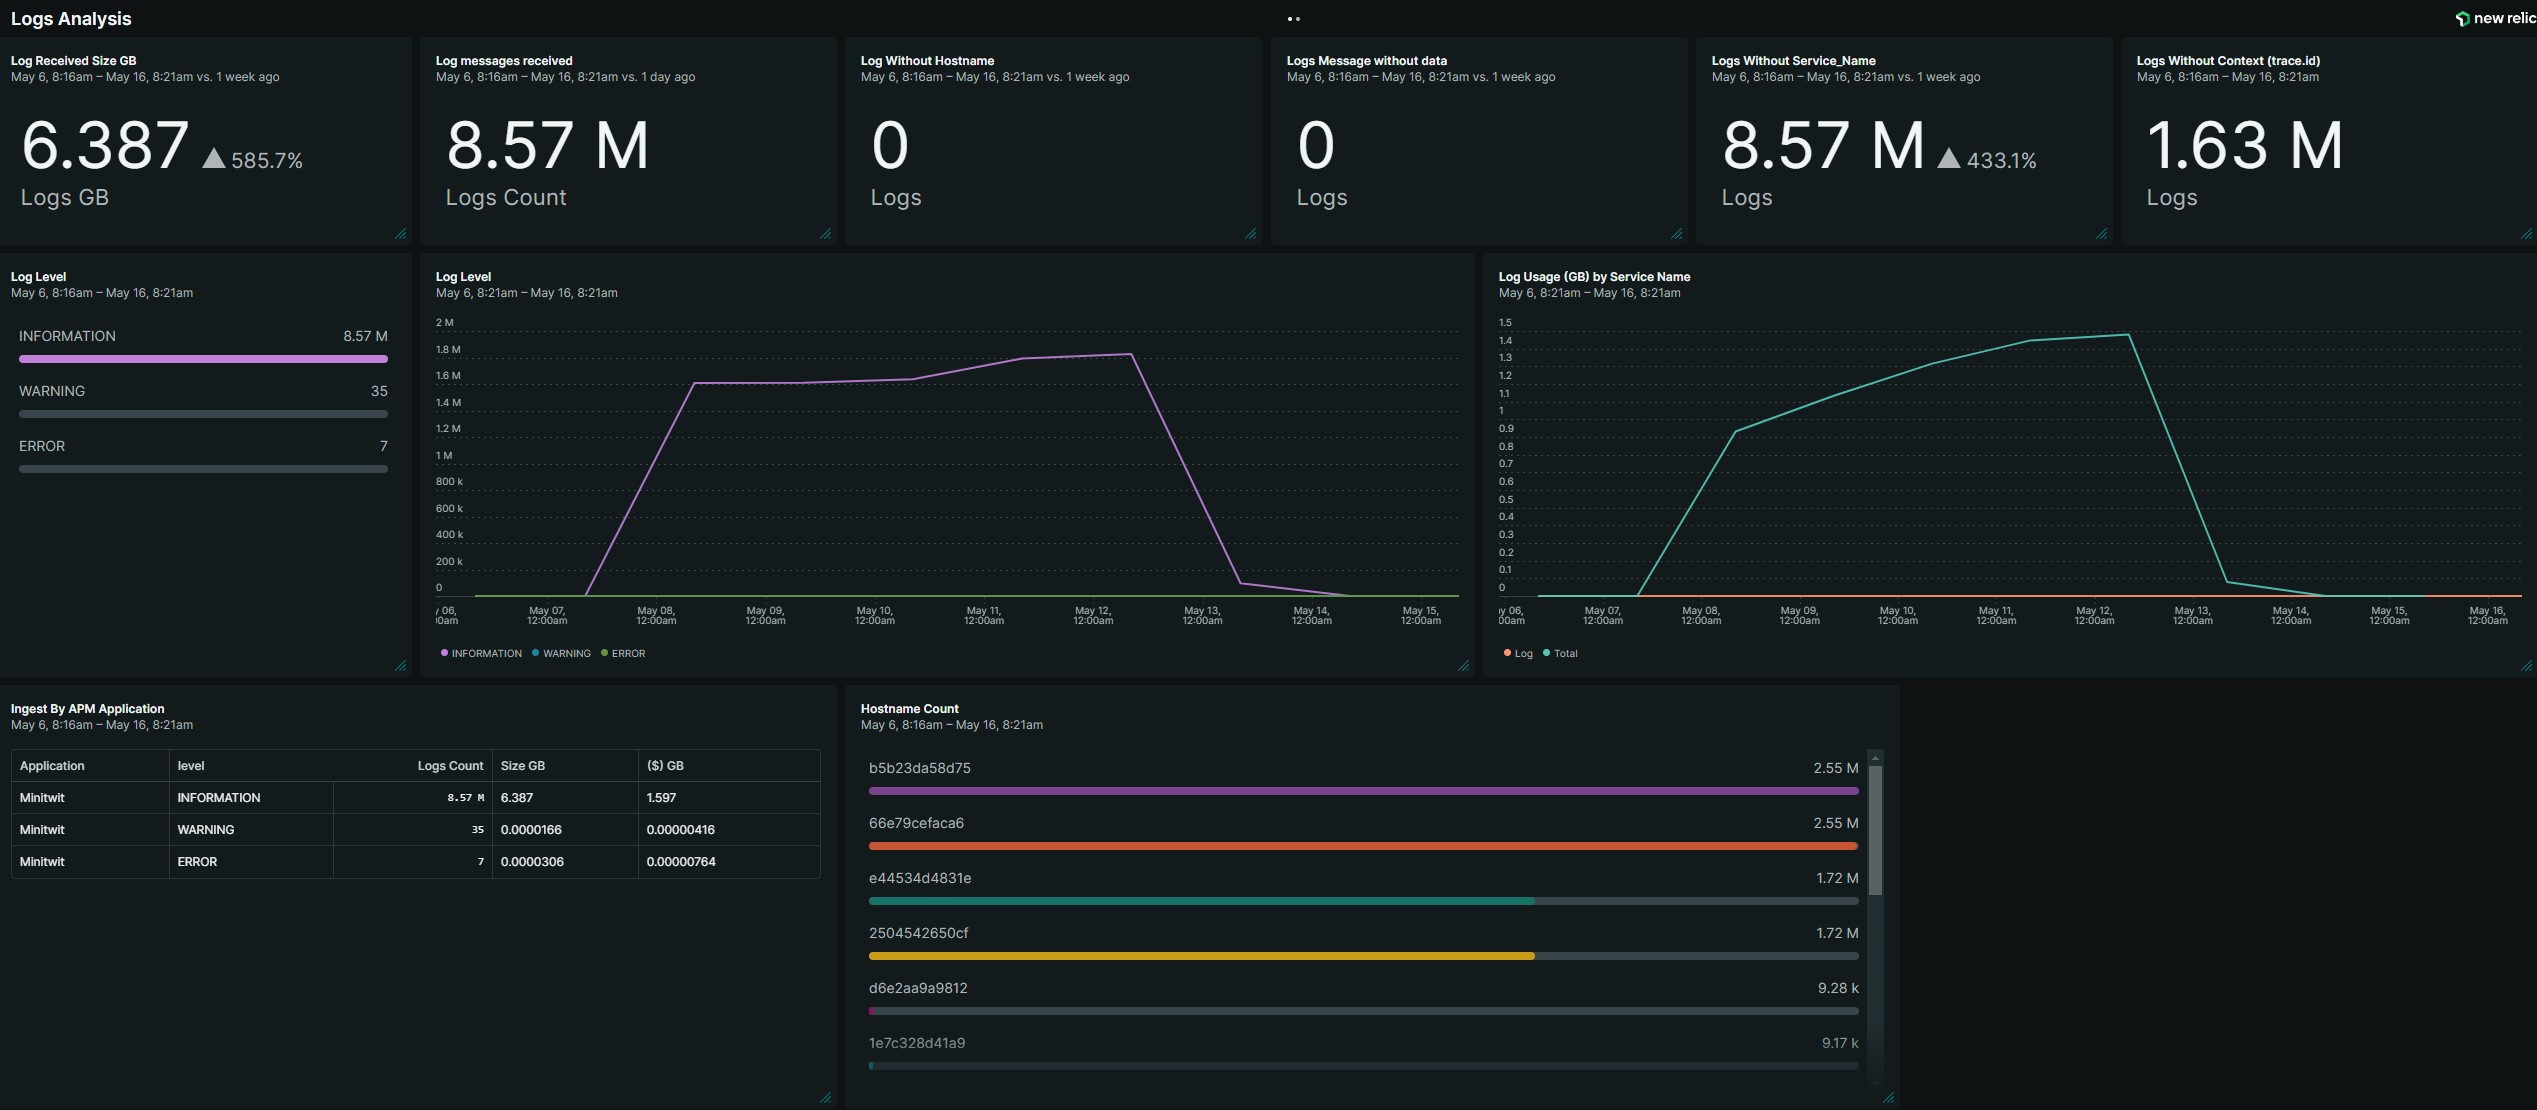 Logs Analysis
new relic
Log Received Size GB
May 6, 8:16am – May 16, 8:21am vs. 1 week ago
6.387 ▲ 585.7%
Logs GB
Log messages received
May 6, 8:16am – May 16, 8:21am vs. 1 day ago
8.57 M
Logs Count
Log Without Hostname
May 6, 8:16am – May 16, 8:21am vs. 1 week ago
0
Logs
Logs Message without data
May 6, 8:16am – May 16, 8:21am vs. 1 week ago
0
Logs
Logs Without Service_Name
May 6, 8:16am – May 16, 8:21am vs. 1 week ago
8.57 M ▲ 433.1%
Logs
Logs Without Context (trace.id)
May 6, 8:16am – May 16, 8:21am
1.63 M
Logs
Log Level
May 6, 8:16am – May 16, 8:21am
INFORMATION 8.57 M
WARNING 35
ERROR 7
Log Level
May 6, 8:21am – May 16, 8:21am
2 M
1.8 M
1.6 M
1.4 M
1.2 M
1 M
800 k
600 k
400 k
200 k
0
06, May 07, May 08, May 09, May 10, May 11, May 12, May 13, May 14, May 15,
0am 12:00am 12:00am 12:00am 12:00am 12:00am 12:00am 12:00am 12:00am 12:00am
INFORMATION WARNING ERROR
Log Usage (GB) by Service Name
May 6, 8:21am – May 16, 8:21am
1.5
1.4
1.3
1.2
1.1
1
0.9
0.8
0.7
0.6
0.5
0.4
0.3
0.2
0.1
0
y 06, May 07, May 08, May 09, May 10, May 11, May 12, May 13, May 14, May 15, May 16,
00am 12:00am 12:00am 12:00am 12:00am 12:00am 12:00am 12:00am 12:00am 12:00am 12:00am
Log Total
Ingest By APM Application
May 6, 8:16am – May 16, 8:21am
Application level Logs Count Size GB ($) GB
Minitwit INFORMATION 8.57 M 6.387 1.597
Minitwit WARNING 35 0.0000166 0.00000416
Minitwit ERROR 7 0.0000306 0.00000764
Hostname Count
May 6, 8:16am – May 16, 8:21am
b5b23da58d75 2.55 M
66e79cefaca6 2.55 M
e44534d4831e 1.72 M
2504542650cf 1.72 M
d6e2aa9a9812 9.28 k
1e7c328d41a9 9.17 k